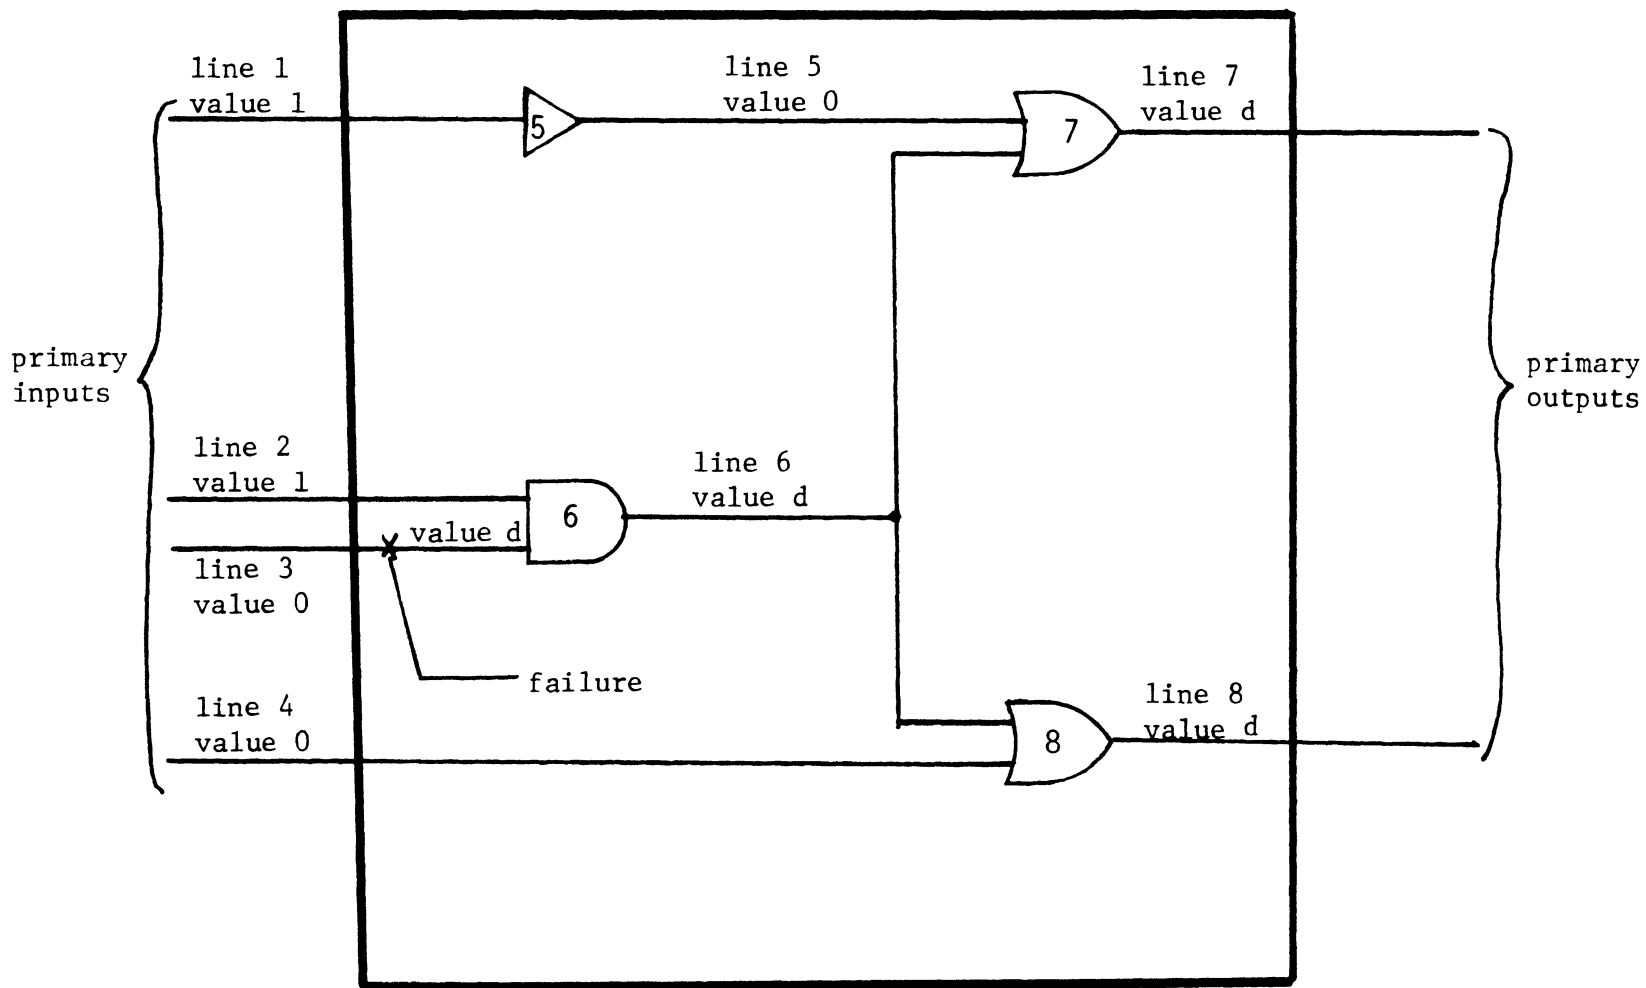 line 1
value 1
line 5
value 0
line 7
value d
5
7
primary
inputs
primary
outputs
line 2
value 1
line 6
value d
6
value d
line 3
value 0
failure
line 4
value 0
line 8
value d
8